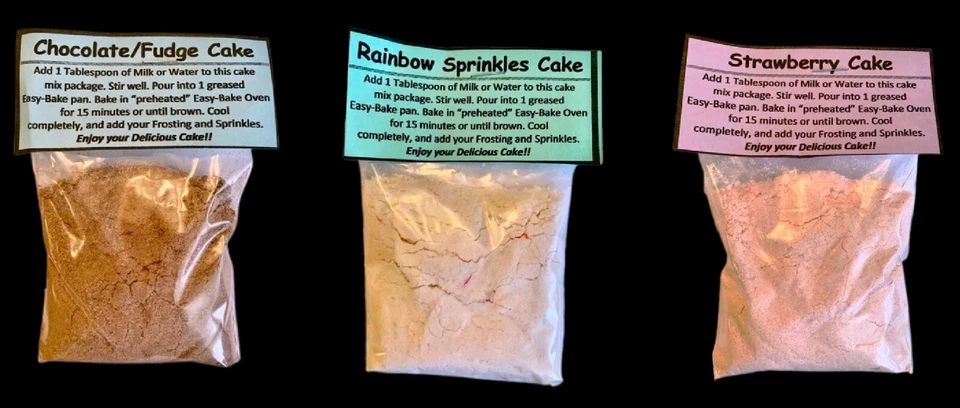 Chocolate/Fudge Cake
Add 1 Tablespoon of Milk or Water to this cake
mix package. Stir well. Pour into 1 greased
Easy-Bake pan. Bake in “preheated” Easy-Bake Oven
for 15 minutes or until brown. Cool
completely, and add your Frosting and Sprinkles.
Enjoy your Delicious Cake!!
Rainbow Sprinkles Cake
Add 1 Tablespoon of Milk or Water to this cake
mix package. Stir well. Pour into 1 greased
Easy-Bake pan. Bake in “preheated” Easy-Bake Oven
for 15 minutes or until brown. Cool
completely, and add your Frosting and Sprinkles.
Enjoy your Delicious Cake!!
Strawberry Cake
Add 1 Tablespoon of Milk or Water to this cake
mix package. Stir well. Pour into 1 greased
Easy-Bake pan. Bake in “preheated” Easy-Bake Oven
for 15 minutes or until brown. Cool
completely, and add your Frosting and Sprinkles.
Enjoy your Delicious Cake!!